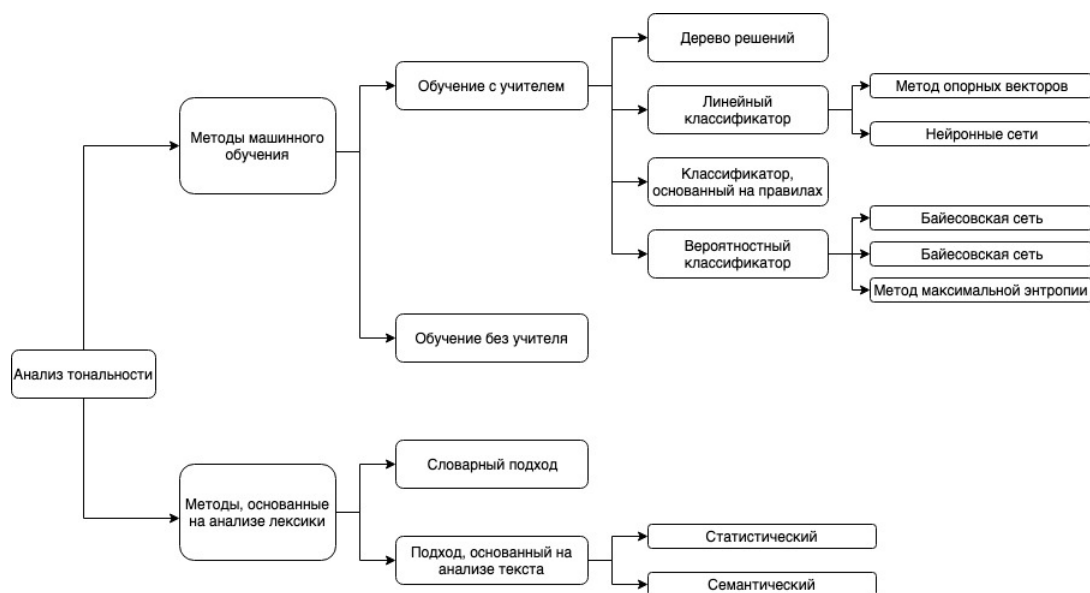 Дерево решений
Обучение с учителем
Линейный
классификатор
Метод опорных векторов
Нейронные сети
Методы машинного
обучения
Классификатор,
основанный на правилах
Вероятностный
классификатор
Байесовская сеть
Байесовская сеть
Метод максимальной энтропии
Обучение без учителя
Анализ тональности
Словарный подход
Методы, основанные
на анализе лексики
Подход, основанный на
анализе текста
Статистический
Семантический